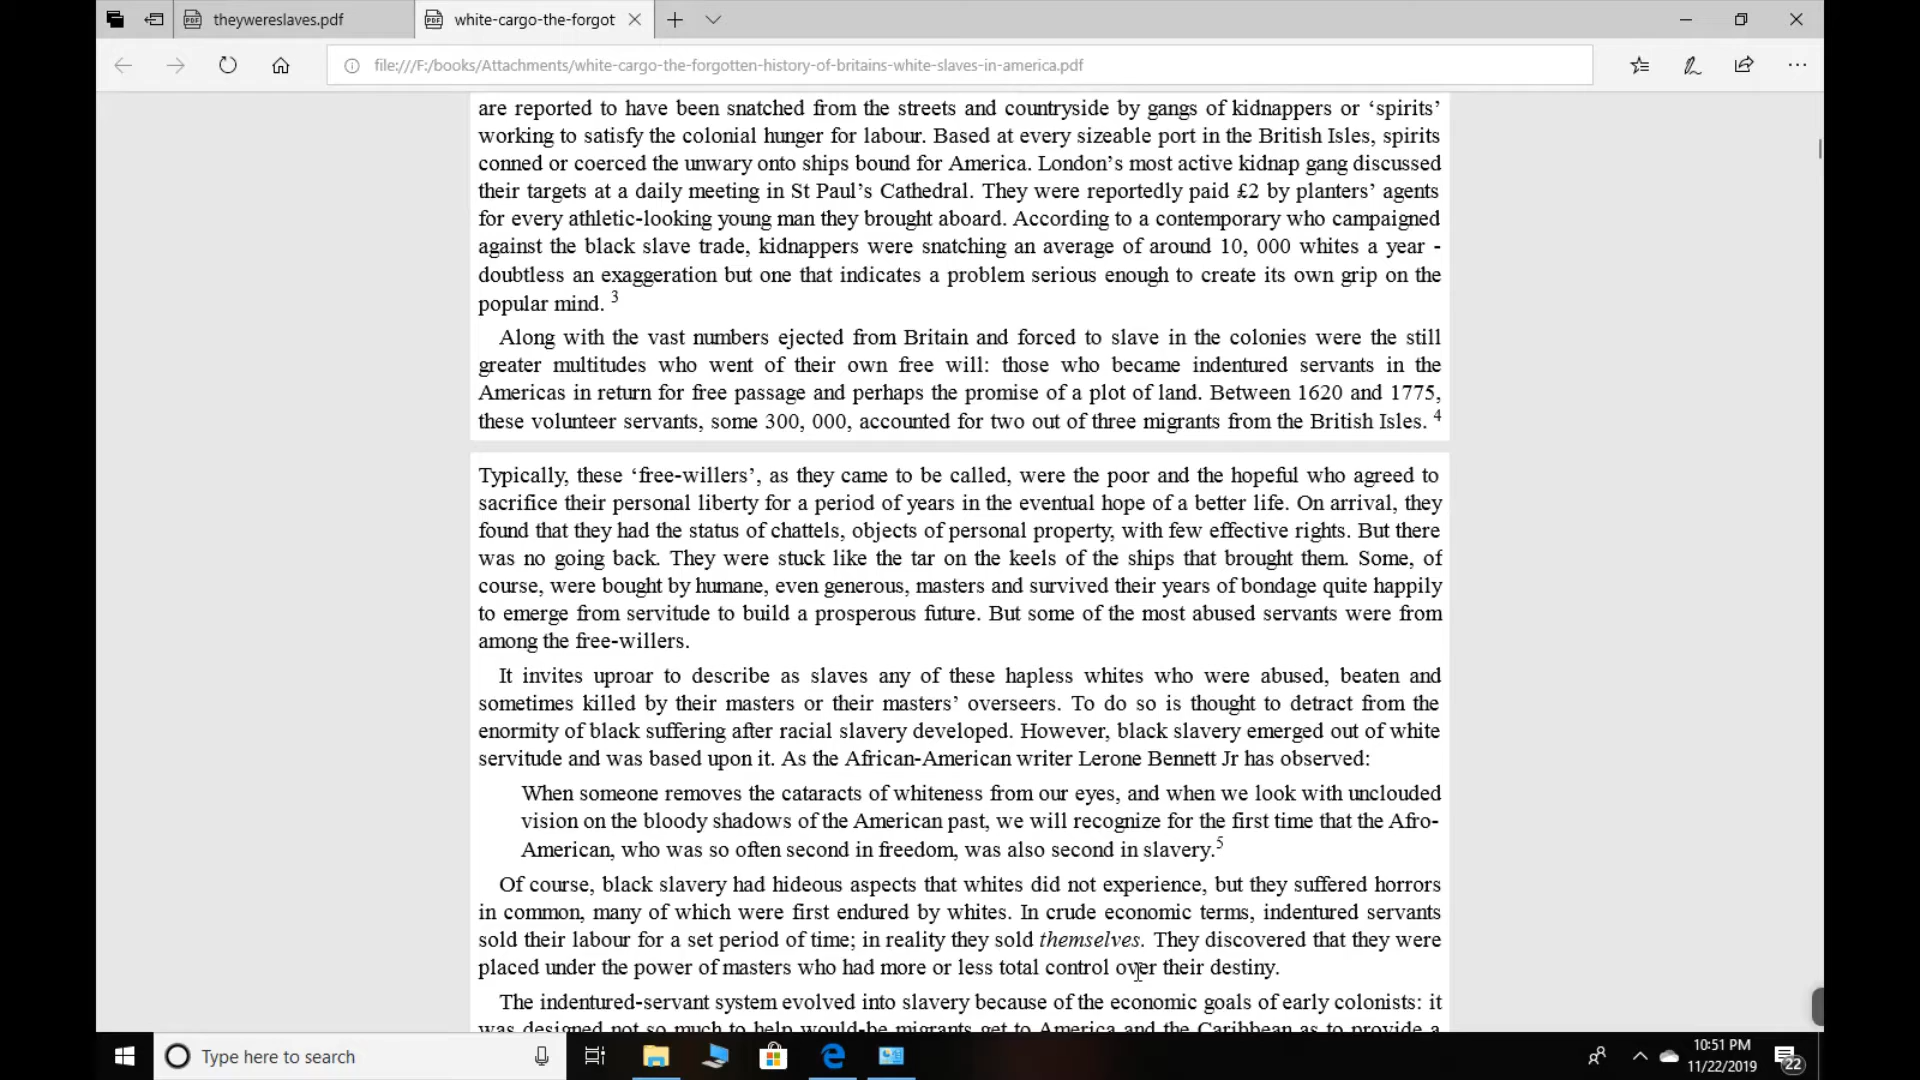 theywereslaves.pdf
white-cargo-the-forgot
file:///F:/books/Attachments/white-cargo-the-forgotten-history-of-britains-white-slaves-in-america.pdf
are reported to have been snatched from the streets and countryside by gangs of kidnappers or ‘spirits’
working to satisfy the colonial hunger for labour. Based at every sizeable port in the British Isles, spirits
conned or coerced the unwary onto ships bound for America. London’s most active kidnap gang discussed
their targets at a daily meeting in St Paul’s Cathedral. They were reportedly paid £2 by planters’ agents
for every athletic-looking young man they brought aboard. According to a contemporary who campaigned
against the black slave trade, kidnappers were snatching an average of around 10, 000 whites a year -
doubtless an exaggeration but one that indicates a problem serious enough to create its own grip on the
popular mind. 3
Along with the vast numbers ejected from Britain and forced to slave in the colonies were the still
greater multitudes who went of their own free will: those who became indentured servants in the
Americas in return for free passage and perhaps the promise of a plot of land. Between 1620 and 1775,
these volunteer servants, some 300, 000, accounted for two out of three migrants from the British Isles. 4
Typically, these ‘free-willers’, as they came to be called, were the poor and the hopeful who agreed to
sacrifice their personal liberty for a period of years in the eventual hope of a better life. On arrival, they
found that they had the status of chattels, objects of personal property, with few effective rights. But there
was no going back. They were stuck like the tar on the keels of the ships that brought them. Some, of
course, were bought by humane, even generous, masters and survived their years of bondage quite happily
to emerge from servitude to build a prosperous future. But some of the most abused servants were from
among the free-willers.
It invites uproar to describe as slaves any of these hapless whites who were abused, beaten and
sometimes killed by their masters or their masters’ overseers. To do so is thought to detract from the
enormity of black suffering after racial slavery developed. However, black slavery emerged out of white
servitude and was based upon it. As the African-American writer Lerone Bennett Jr has observed:
When someone removes the cataracts of whiteness from our eyes, and when we look with unclouded
vision on the bloody shadows of the American past, we will recognize for the first time that the Afro-
American, who was so often second in freedom, was also second in slavery.5
Of course, black slavery had hideous aspects that whites did not experience, but they suffered horrors
in common, many of which were first endured by whites. In crude economic terms, indentured servants
sold their labour for a set period of time; in reality they sold themselves. They discovered that they were
placed under the power of masters who had more or less total control over their destiny.
The indentured-servant system evolved into slavery because of the economic goals of early colonists: it
was designed not so much to help would-be migrants get to America and the Caribbean as to provide a
Type here to search
10:51 PM
11/22/2019
22